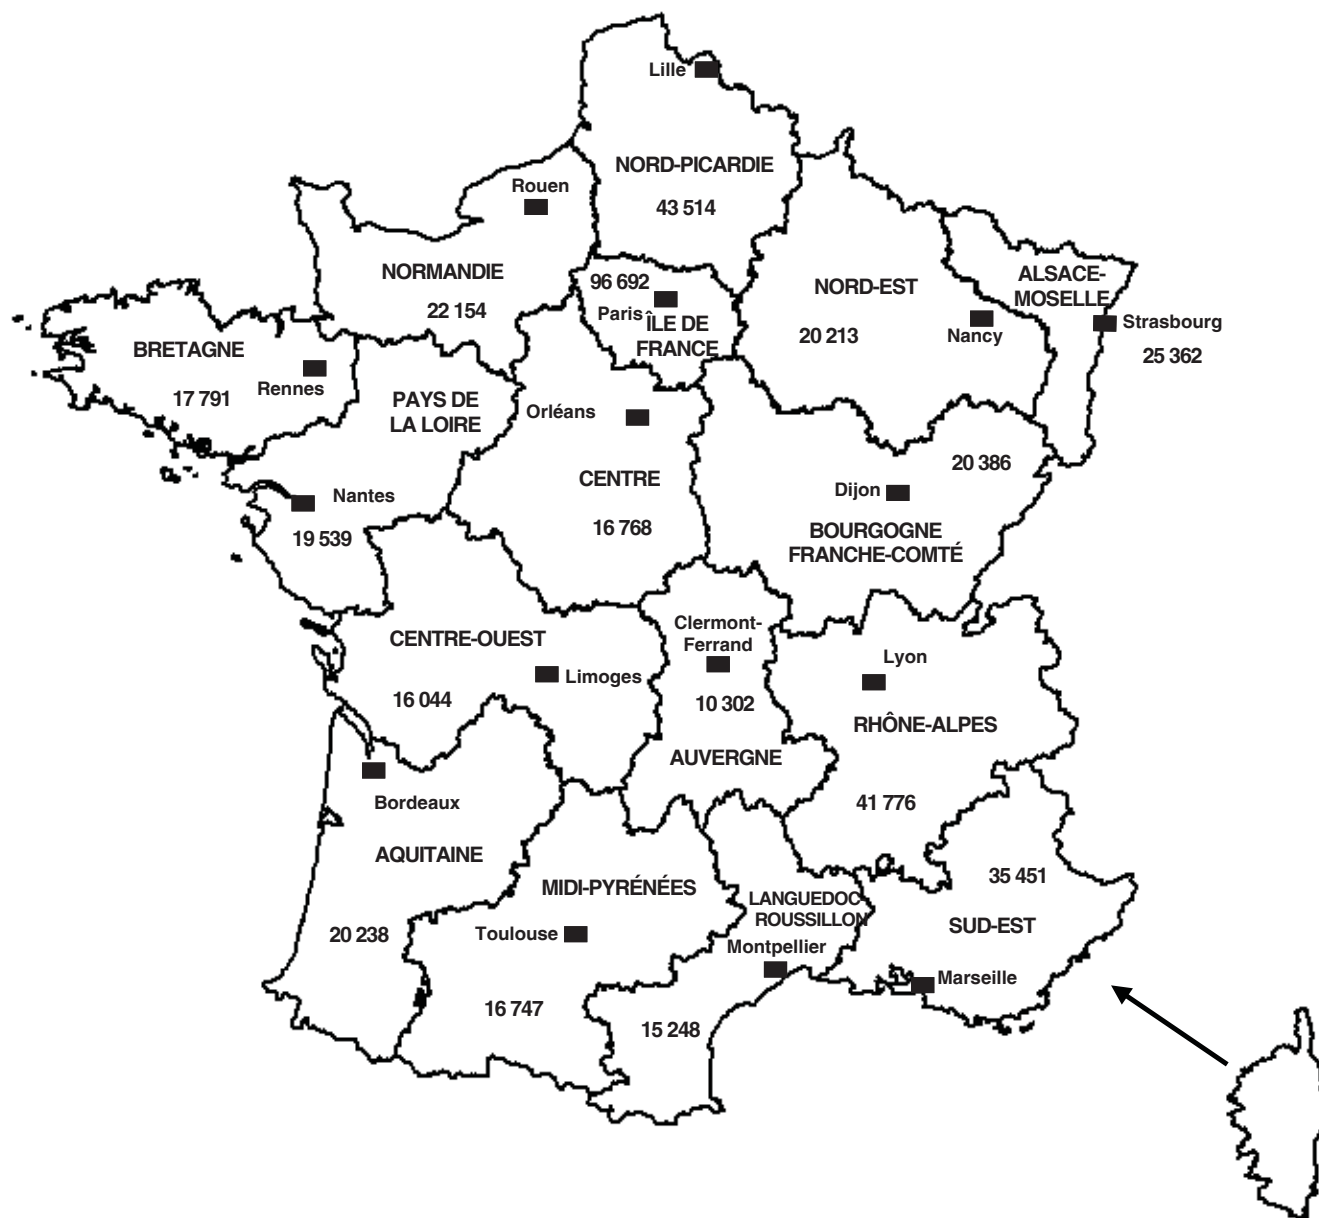 Lille
NORD-PICARDIE
43 514
Rouen
NORMANDIE
22 154
96 692
Paris
ÎLE DE
FRANCE
NORD-EST
20 213
Nancy
ALSACE-
MOSELLE
Strasbourg
25 362
BRETAGNE
17 791
Rennes
PAYS DE
LA LOIRE
Nantes
19 539
Orléans
CENTRE
16 768
20 386
Dijon
BOURGOGNE
FRANCHE-COMTÉ
CENTRE-OUEST
Limoges
16 044
Clermont-
Ferrand
10 302
AUVERGNE
Lyon
RHÔNE-ALPES
41 776
Bordeaux
AQUITAINE
20 238
MIDI-PYRÉNÉES
Toulouse
16 747
LANGUEDOC
ROUSSILLON
Montpellier
15 248
35 451
SUD-EST
Marseille